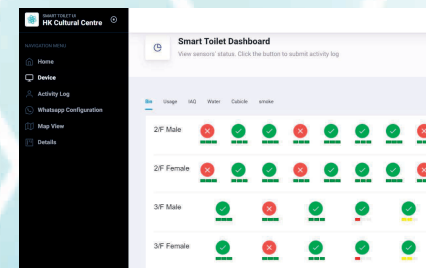 SMART TOILET UI
HK Cultural Centre
NAVIGATION MENU
Home
Device
Activity Log
Whatsapp Configuration
Map View
Details
Smart Toilet Dashboard
View sensors' status. Click the button to submit activity log
Bio Usage IAQ Water Cubicle smoke
2/F Male
2/F Female
3/F Male
3/F Female